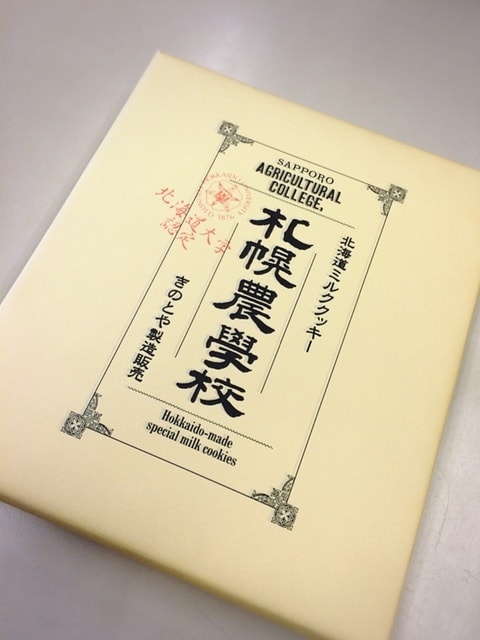 SAPPORO
AGRICULTURAL
COLLEGE.
北海道ミルククッキー
札幌農學校
きのとや製造販売
北海道大学
認定
Hokkaido-made
special milk cookies